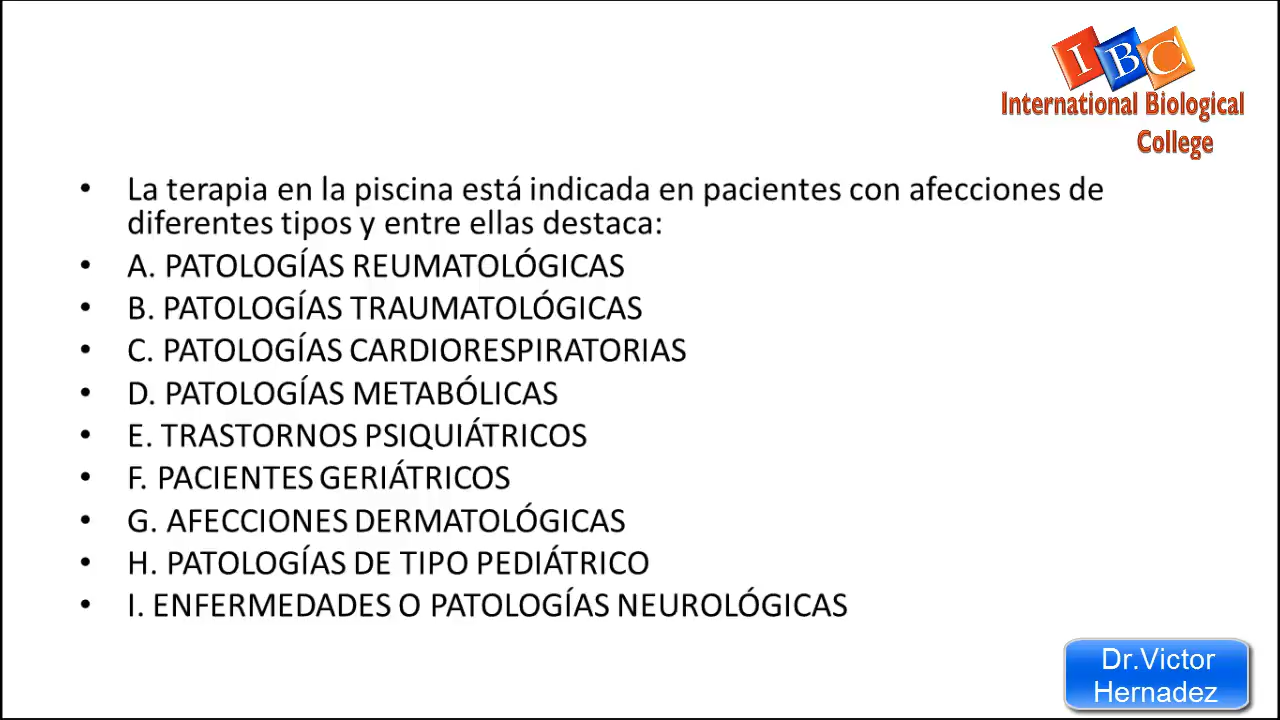 IBC
International Biological
College
• La terapia en la piscina está indicada en pacientes con afecciones de
diferentes tipos y entre ellas destaca:
• A. PATOLOGÍAS REUMATOLÓGICAS
• B. PATOLOGÍAS TRAUMATOLÓGICAS
• C. PATOLOGÍAS CARDIORESPIRATORIAS
• D. PATOLOGÍAS METABÓLICAS
• E. TRASTORNOS PSIQUIÁTRICOS
• F. PACIENTES GERIÁTRICOS
• G. AFECCIONES DERMATOLÓGICAS
• H. PATOLOGÍAS DE TIPO PEDIÁTRICO
• I. ENFERMEDADES O PATOLOGÍAS NEUROLÓGICAS
Dr.Victor
Hernadez